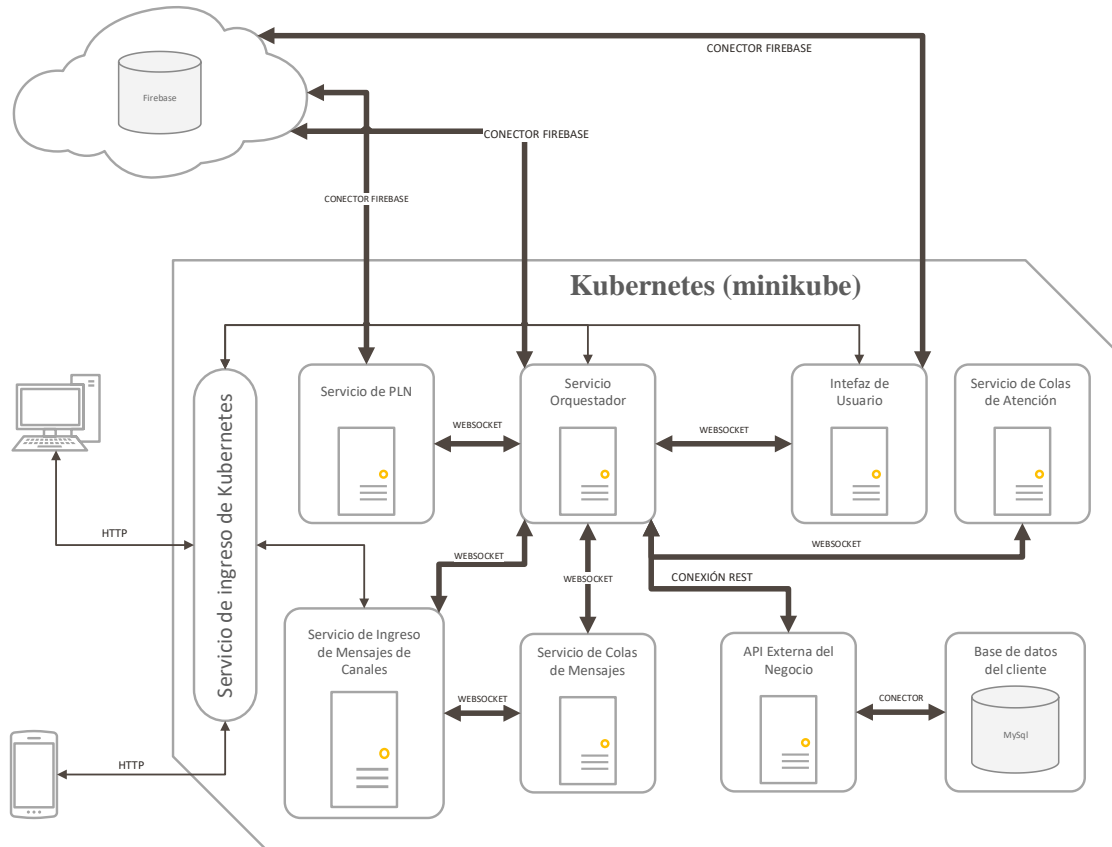 CONECTOR FIREBASE
Firebase
CONECTOR FIREBASE
CONECTOR FIREBASE
Kubernetes (minikube)
Servicio de ingreso de Kubernetes
Servicio de PLN
Servicio
Orquestador
Intefaz de
Usuario
Servicio de Colas
de Atención
WEBSOCKET
WEBSOCKET
HTTP
WEBSOCKET
WEBSOCKET
WEBSOCKET
CONEXIÓN REST
Servicio de Ingreso
de Mensajes de
Canales
Servicio de Colas
de Mensajes
API Externa del
Negocio
Base de datos
del cliente
WEBSOCKET
CONECTOR
MySql
HTTP